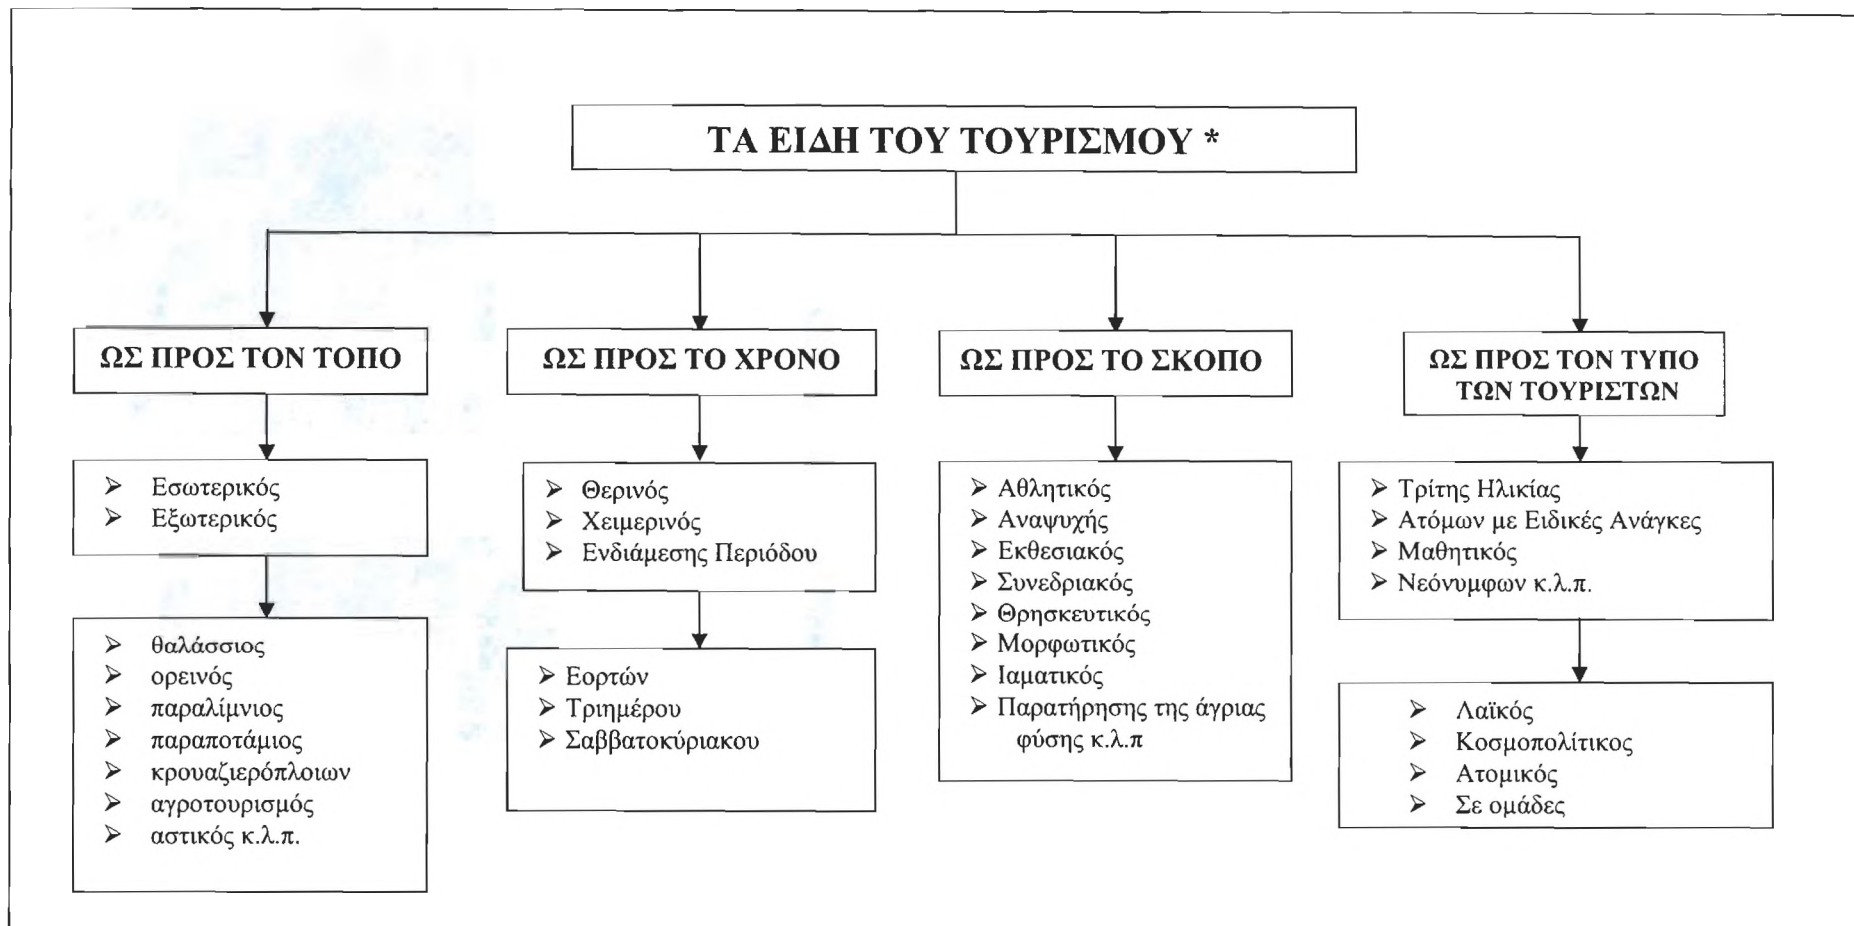 ΤΑ ΕΙΔΗ ΤΟΥ ΤΟΥΡΙΣΜΟΥ *
ΩΣ ΠΡΟΣ ΤΟΝ ΤΟΠΟ
➢ Εσωτερικός
➢ Εξωτερικός
➢ θαλάσσιος
➢ ορεινός
➢ παραλίμνιος
➢ παραποτάμιος
➢ κρουαζιερόπλοιων
➢ αγροτουρισμός
➢ αστικός κ.λ.π.
ΩΣ ΠΡΟΣ ΤΟ ΧΡΟΝΟ
➢ Θερινός
➢ Χειμερινός
➢ Ενδιάμεσης Περιόδου
➢ Εορτών
➢ Τριημέρου
➢ Σαββατοκύριακου
ΩΣ ΠΡΟΣ ΤΟ ΣΚΟΠΟ
➢ Αθλητικός
➢ Αναψυχής
➢ Εκθεσιακός
➢ Συνεδριακός
➢ Θρησκευτικός
➢ Μορφωτικός
➢ Ιαματικός
➢ Παρατήρησης της άγριας
φύσης κ.λ.π
ΩΣ ΠΡΟΣ ΤΟΝ ΤΥΠΟ
ΤΩΝ ΤΟΥΡΙΣΤΩΝ
➢ Τρίτης Ηλικίας
➢ Ατόμων με Ειδικές Ανάγκες
➢ Μαθητικός
➢ Νεόνυμφων κ.λ.π.
➢ Λαϊκός
➢ Κοσμοπολίτικος
➢ Ατομικός
➢ Σε ομάδες